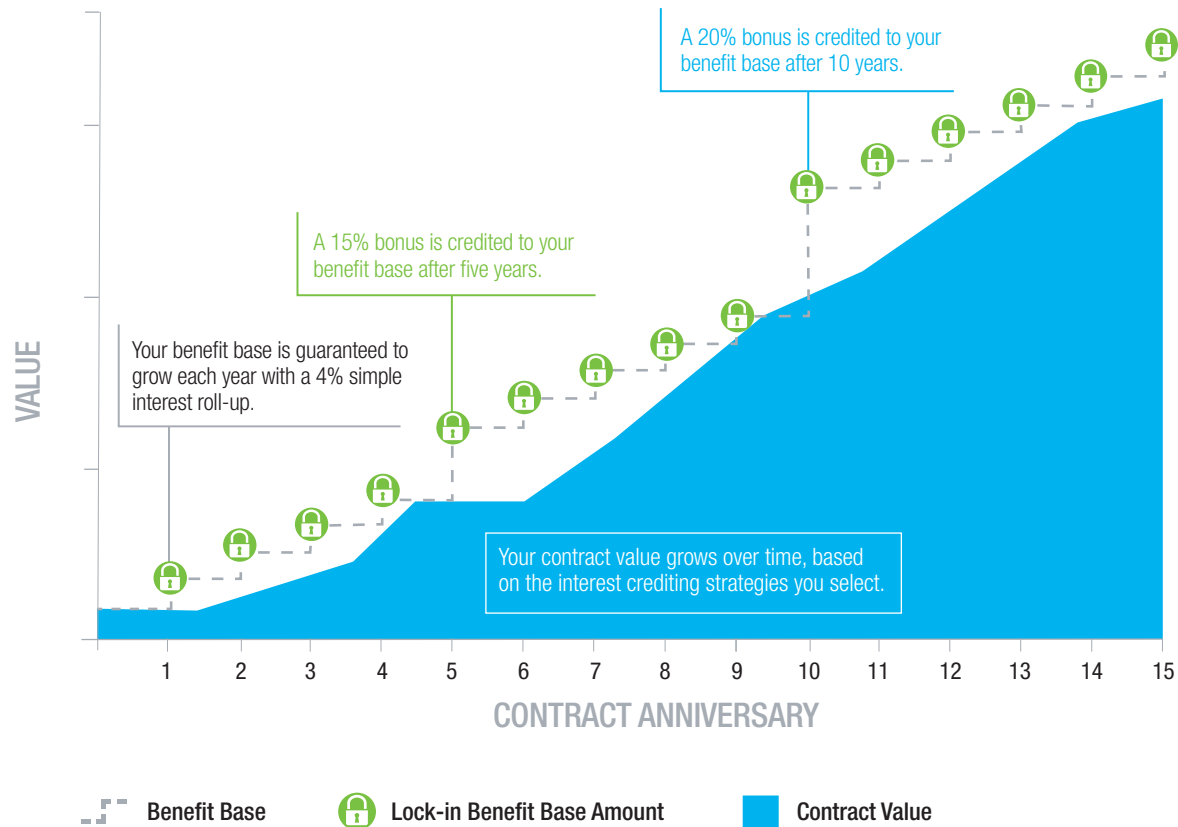 A 20% bonus is credited to your
benefit base after 10 years.
A 15% bonus is credited to your
benefit base after five years.
Your benefit base is guaranteed to
grow each year with a 4% simple
interest roll-up.
VALUE
Your contract value grows over time, based
on the interest crediting strategies you select.
1 2 3 4 5 6 7 8 9 10 11 12 13 14 15
CONTRACT ANNIVERSARY
Benefit Base Lock-in Benefit Base Amount Contract Value